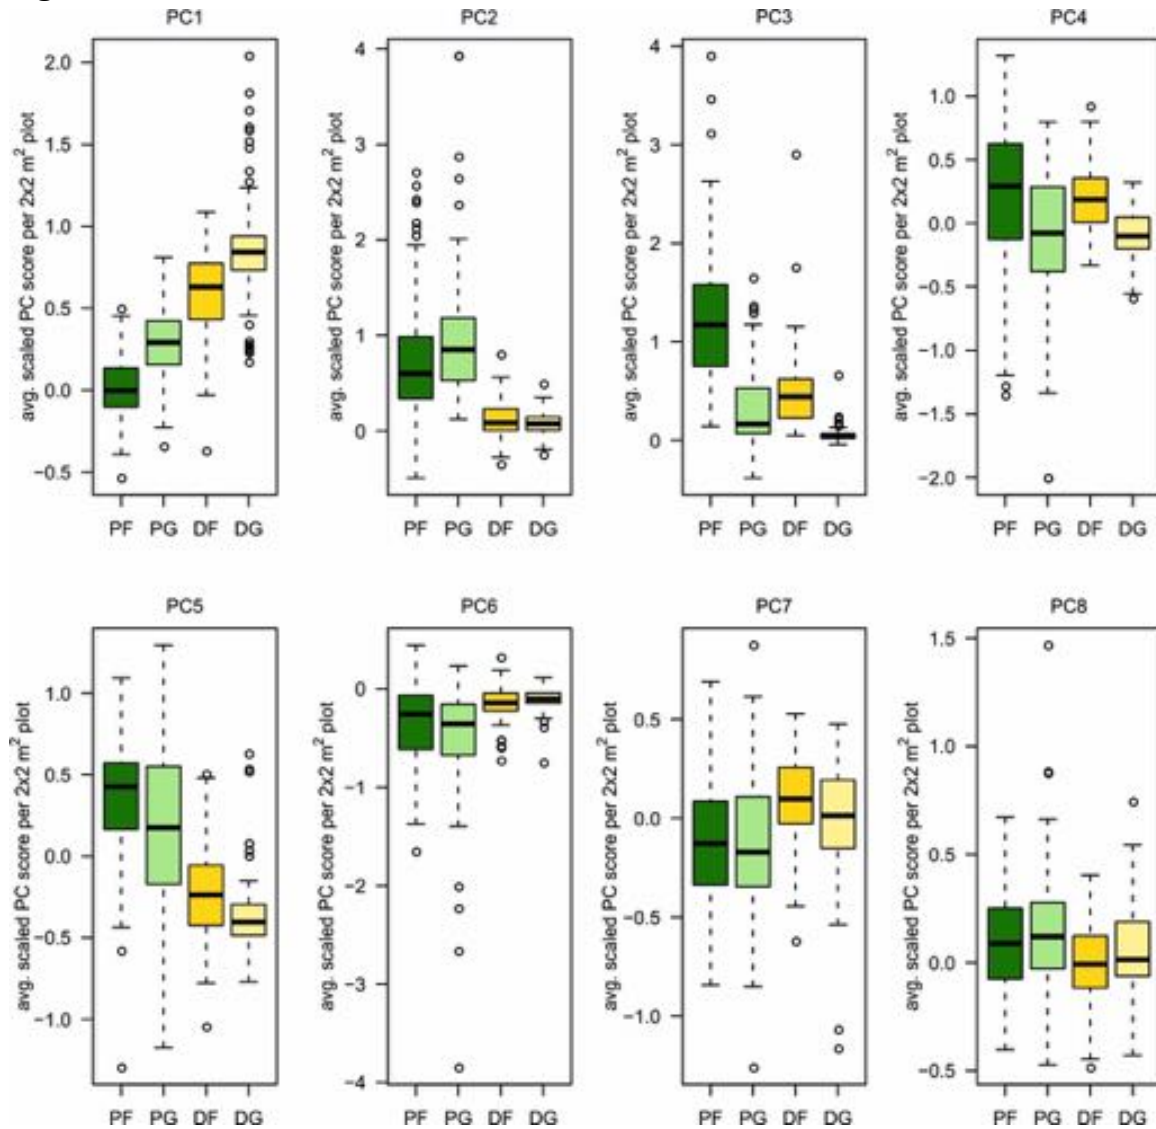 PC1 PC2 PC3 PC4
avg. scaled PC score per 2x2 m² plot
2.0
1.5
1.0
0.5
0.0
−0.5
PF PG DF DG
avg. scaled PC score per 2x2 m² plot
4
3
2
1
0
PF PG DF DG
avg. scaled PC score per 2x2 m² plot
4
3
2
1
0
PF PG DF DG
avg. scaled PC score per 2x2 m² plot
1.0
0.5
0.0
−0.5
−1.0
−1.5
−2.0
PF PG DF DG
PC5 PC6 PC7 PC8
avg. scaled PC score per 2x2 m² plot
1.0
0.5
0.0
−0.5
−1.0
PF PG DF DG
avg. scaled PC score per 2x2 m² plot
0
−1
−2
−3
−4
PF PG DF DG
avg. scaled PC score per 2x2 m² plot
0.5
0.0
−0.5
−1.0
PF PG DF DG
avg. scaled PC score per 2x2 m² plot
1.5
1.0
0.5
0.0
−0.5
PF PG DF DG